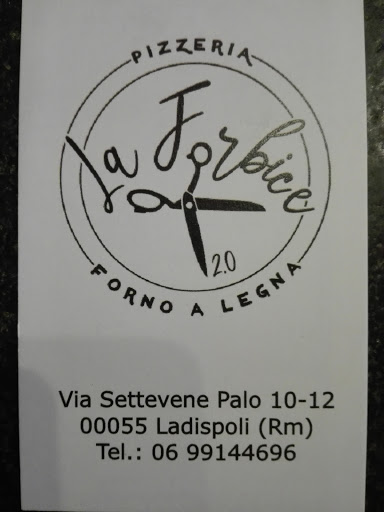 PIZZERIA
La Forbice
2.0
FORNO A LEGNA
Via Settevene Palo 10-12
00055 Ladispoli (Rm)
Tel.: 06 99144696